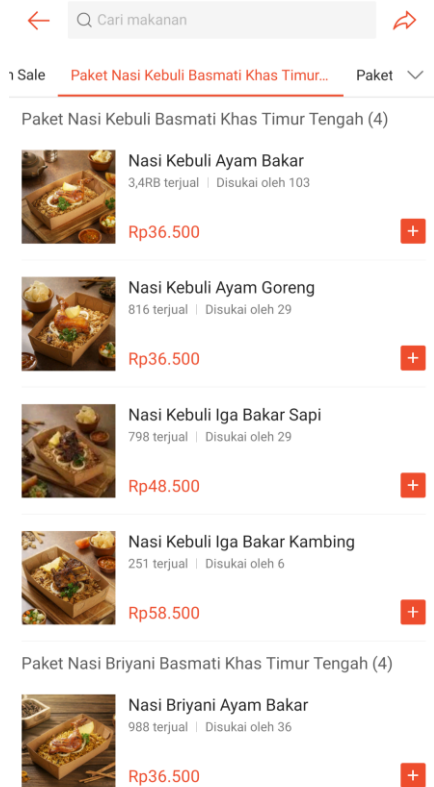 Cari makanan
n Sale Paket Nasi Kebuli Basmati Khas Timur... Paket
Paket Nasi Kebuli Basmati Khas Timur Tengah (4)
Nasi Kebuli Ayam Bakar
3,4RB terjual | Disukai oleh 103
Rp36.500
+
Nasi Kebuli Ayam Goreng
816 terjual | Disukai oleh 29
Rp36.500
+
Nasi Kebuli Iga Bakar Sapi
798 terjual | Disukai oleh 29
Rp48.500
+
Nasi Kebuli Iga Bakar Kambing
251 terjual | Disukai oleh 6
Rp58.500
+
Paket Nasi Briyani Basmati Khas Timur Tengah (4)
Nasi Briyani Ayam Bakar
988 terjual | Disukai oleh 36
Rp36.500
+